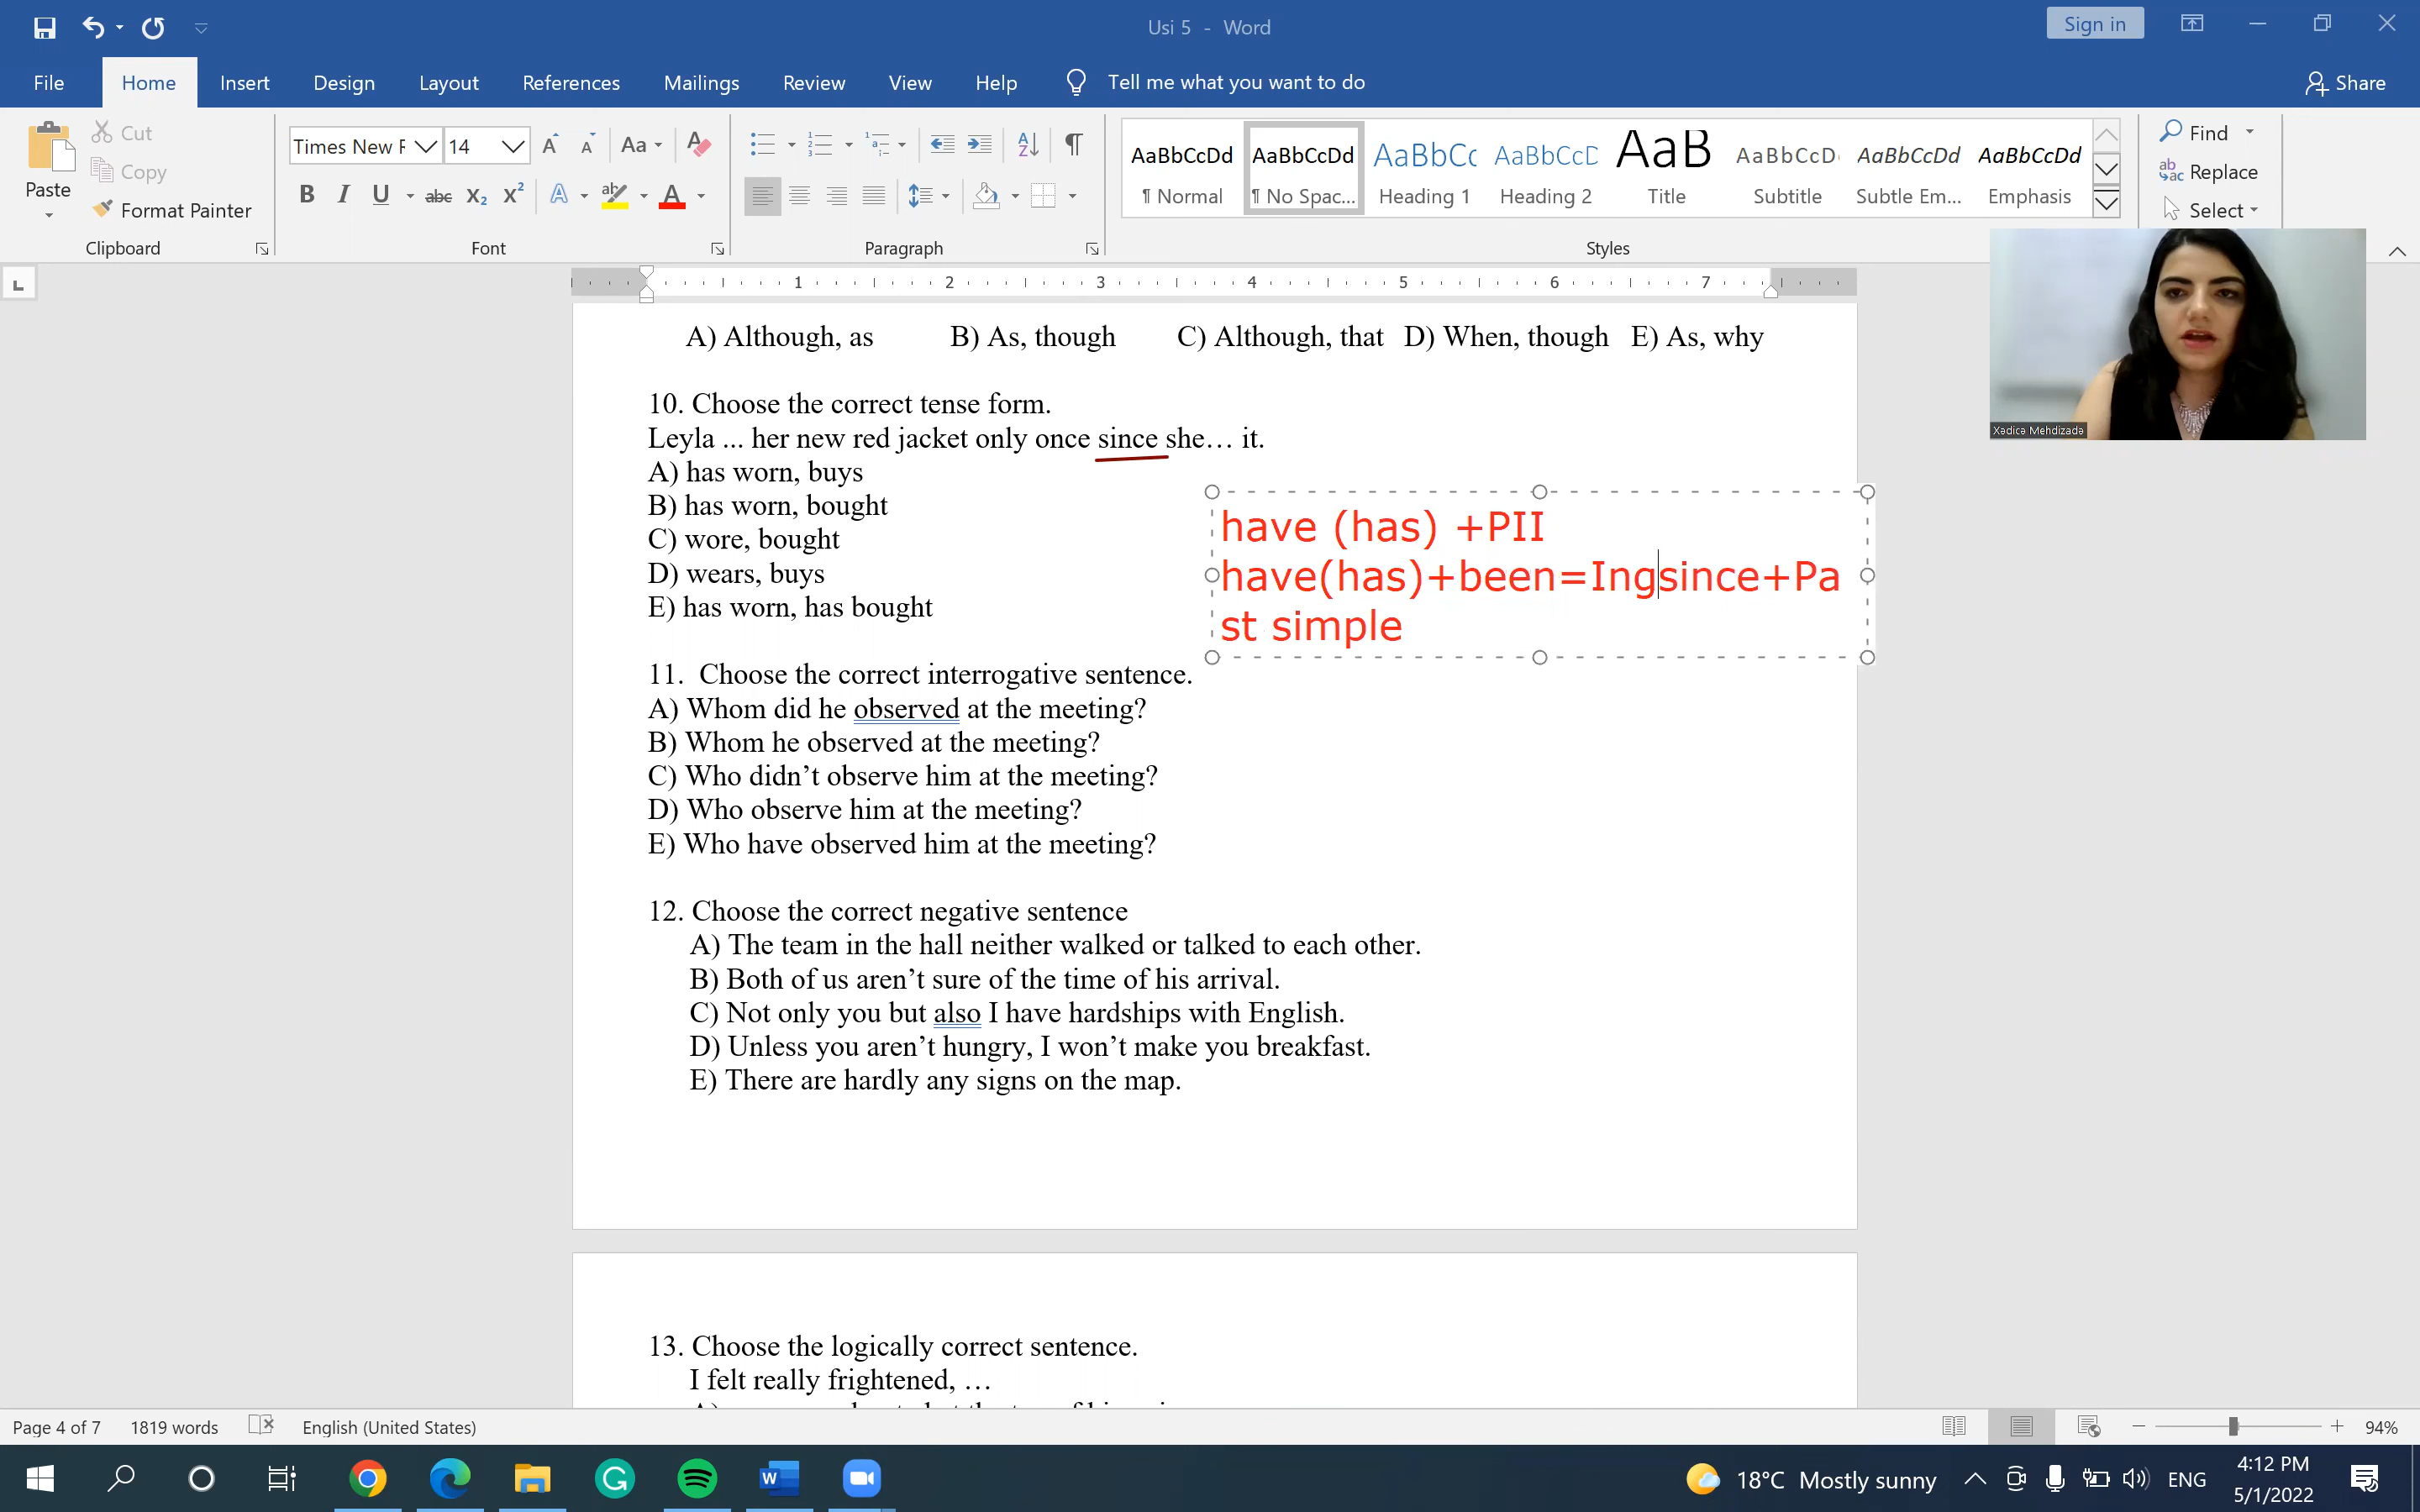 Usi 5 - Word
Sign in
File Home Insert Design Layout References Mailings Review View Help Tell me what you want to do Share
Paste
Cut
Copy
Format Painter
Clipboard
Times New 14
Font
Paragraph
AaBbCcDd AaBbCcDd AaBbCc AaBbCcD AaB AaBbCcD AaBbCcDd AaBbCcDd
¶ Normal ¶ No Spac... Heading 1 Heading 2 Title Subtitle Subtle Em... Emphasis
Styles
Find
Replace
Select
1 2 3 4 5 6 7
Xədicə Mehdizadə
A) Although, as B) As, though C) Although, that D) When, though E) As, why
10. Choose the correct tense form.
Leyla ... her new red jacket only once since she… it.
A) has worn, buys
B) has worn, bought
C) wore, bought
D) wears, buys
E) has worn, has bought
have (has) +PII
have(has)+been=Ingsince+Pa
st simple
11. Choose the correct interrogative sentence.
A) Whom did he observed at the meeting?
B) Whom he observed at the meeting?
C) Who didn’t observe him at the meeting?
D) Who observe him at the meeting?
E) Who have observed him at the meeting?
12. Choose the correct negative sentence
A) The team in the hall neither walked or talked to each other.
B) Both of us aren’t sure of the time of his arrival.
C) Not only you but also I have hardships with English.
D) Unless you aren’t hungry, I won’t make you breakfast.
E) There are hardly any signs on the map.
13. Choose the logically correct sentence.
I felt really frightened, …
Page 4 of 7 1819 words English (United States) 94%
18°C Mostly sunny ENG
4:12 PM
5/1/2022